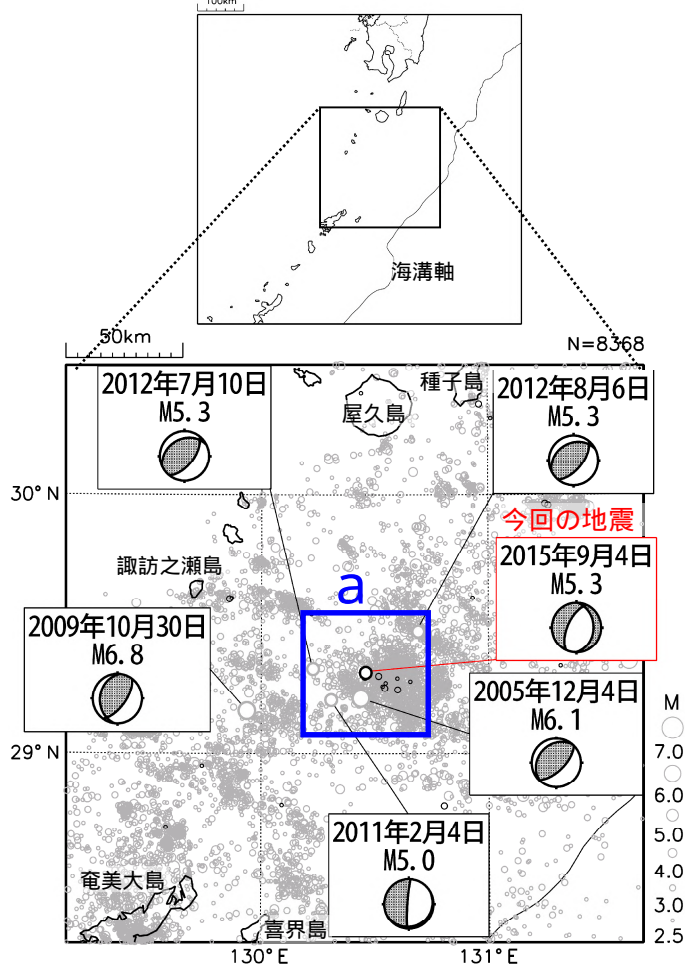 100km
海溝軸
50km
N=8368
2012年7月10日
M5.3
屋久島
種子島
2012年8月6日
M5.3
30°N
今回の地震
諏訪之瀬島
a
2015年9月4日
M5.3
2009年10月30日
M6.8
2005年12月4日
M6.1
M
29°N
7.0
6.0
2011年2月4日
M5.0
5.0
奄美大島
4.0
3.0
喜界島
2.5
130°E
131°E